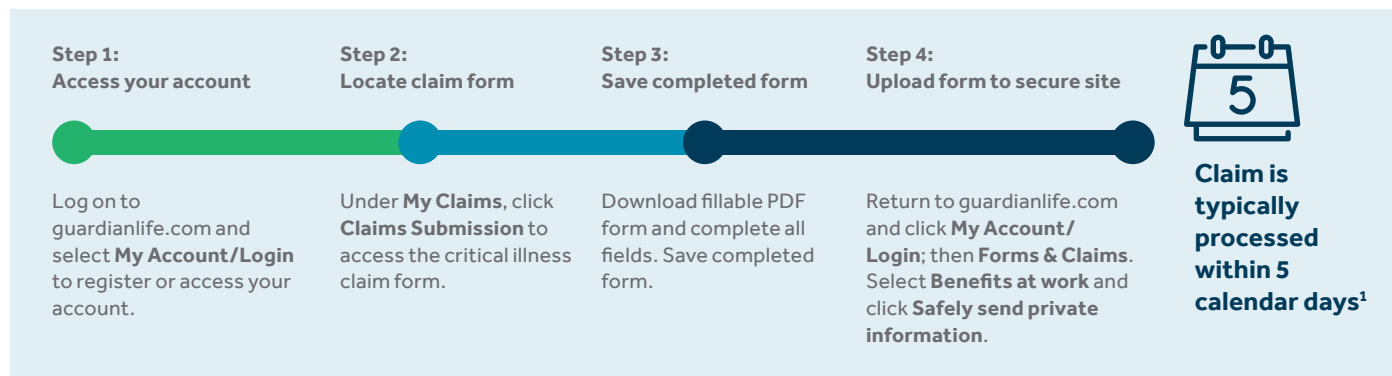 Step 1:
Access your account
Step 2:
Locate claim form
Step 3:
Save completed form
Step 4:
Upload form to secure site
5
Log on to
guardianlife.com and
select My Account/Login
to register or access your
account.
Under My Claims, click
Claims Submission to
access the critical illness
claim form.
Download fillable PDF
form and complete all
fields. Save completed
form.
Return to guardianlife.com
and click My Account/
Login; then Forms & Claims.
Select Benefits at work and
click Safely send private
information.
Claim is
typically
processed
within 5
calendar days¹